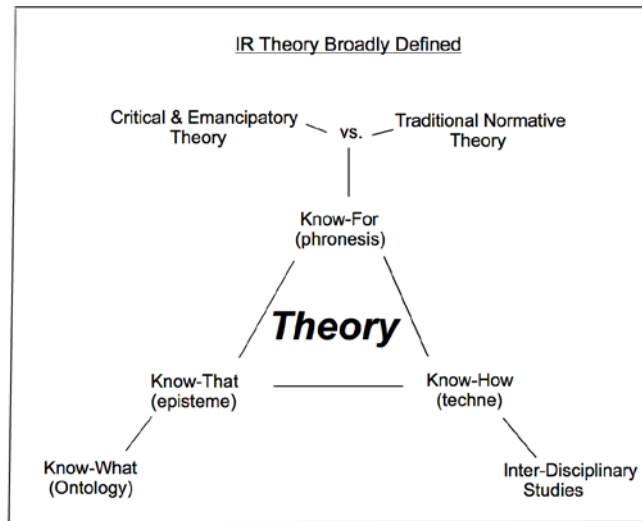 IR Theory Broadly Defined
Critical & Emancipatory
Theory
vs.
Traditional Normative
Theory
Know-For
(phronesis)
Theory
Know-That
(episteme)
Know-How
(techne)
Know-What
(Ontology)
Inter-Disciplinary
Studies